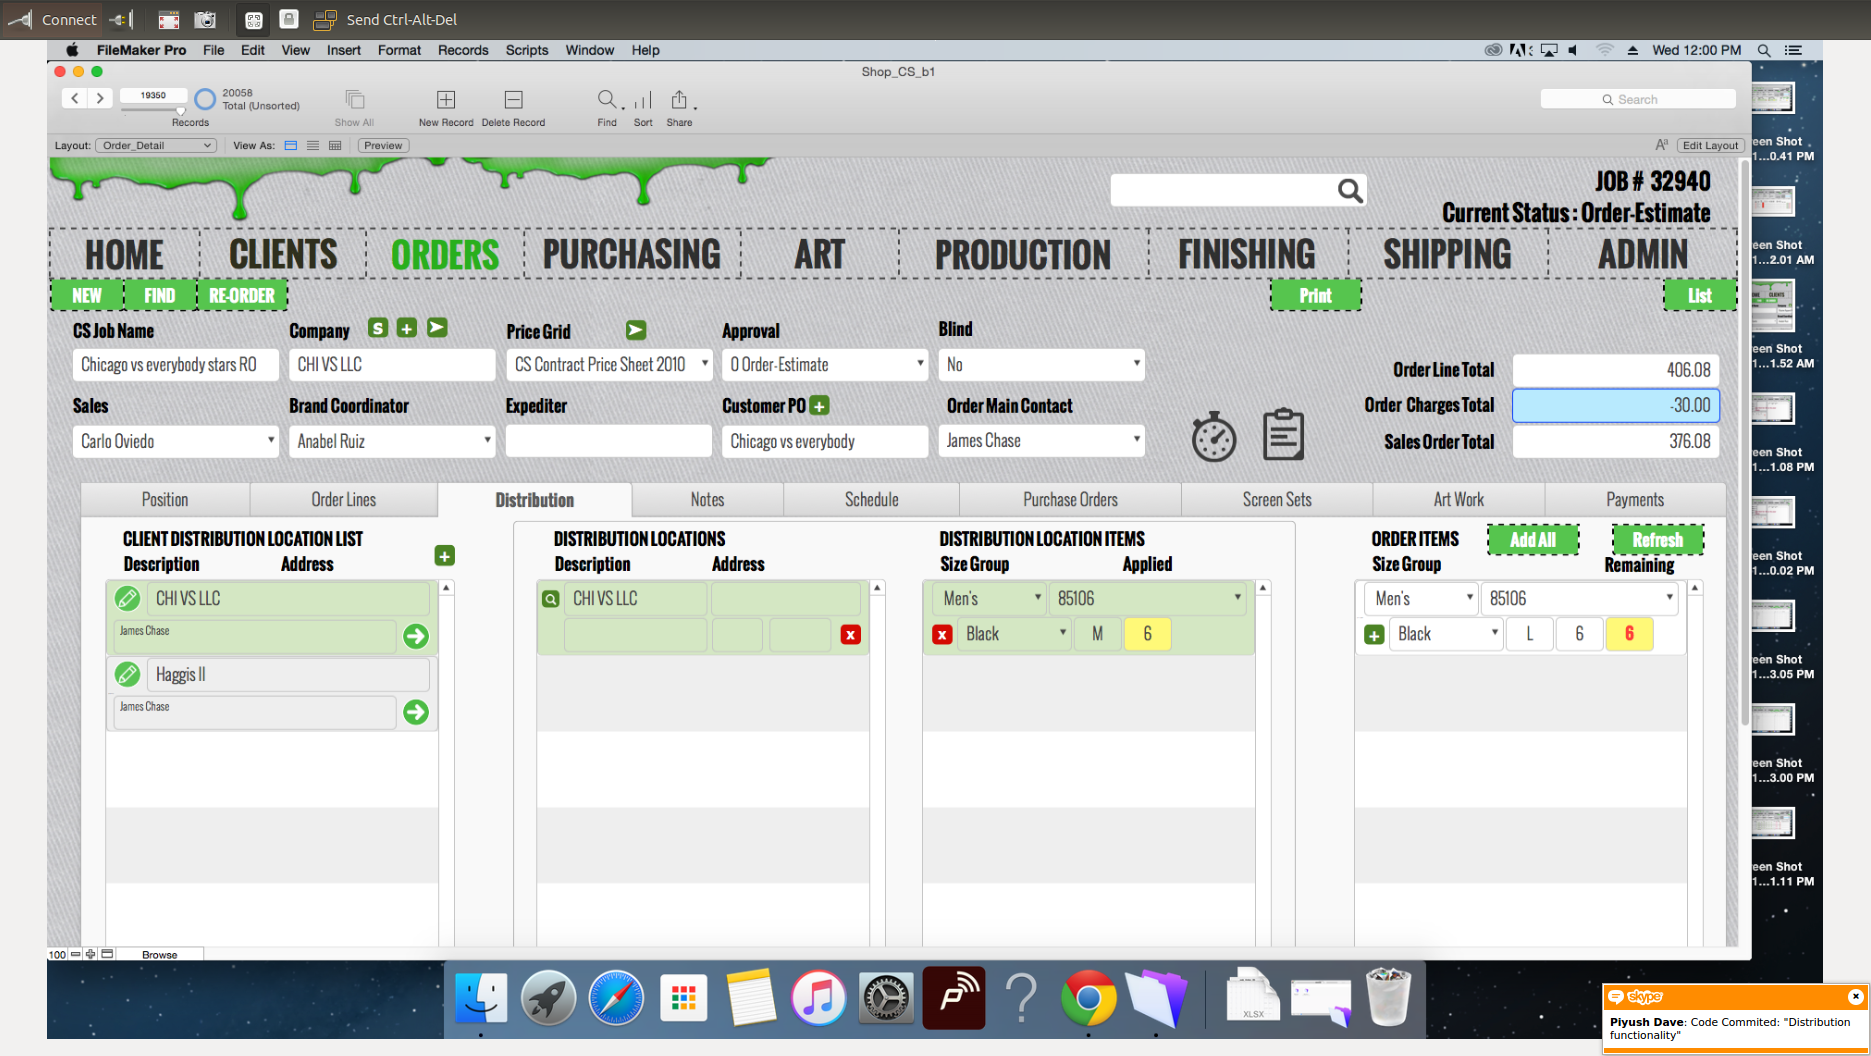 Connect
Send Ctrl-Alt-Del
FileMaker Pro File Edit View Insert Format Records Scripts Window Help
Wed 12:00 PM
Shop_CS_b1
19350
20058
Total (Unsorted)
Records
Show All
New Record
Delete Record
Find
Sort
Share
Search
Layout: Order_Detail
View As:
Preview
Edit Layout
JOB # 32940
Current Status : Order-Estimate
HOME CLIENTS ORDERS PURCHASING ART PRODUCTION FINISHING SHIPPING ADMIN
NEW FIND RE-ORDER
Print
List
CS Job Name
Company
S
Price Grid
Approval
Blind
Chicago vs everybody stars RO
CHI VS LLC
CS Contract Price Sheet 2010
0 Order-Estimate
No
Order Line Total 406.08
Sales
Brand Coordinator
Expediter
Customer PO
Order Main Contact
Order Charges Total -30.00
Carlo Oviedo
Anabel Ruiz
Chicago vs everybody
James Chase
Sales Order Total 376.08
Position Order Lines Distribution Notes Schedule Purchase Orders Screen Sets Art Work Payments
CLIENT DISTRIBUTION LOCATION LIST
Description Address
CHI VS LLC
James Chase
Haggis II
James Chase
DISTRIBUTION LOCATIONS
Description Address
CHI VS LLC
x
DISTRIBUTION LOCATION ITEMS
Size Group Applied
Men's 85106
x Black M 6
ORDER ITEMS
Add All
Refresh
Size Group Remaining
Men's 85106
Black L 6 6
een Shot
1...0.41 PM
een Shot
1...2.01 AM
een Shot
1...1.52 AM
een Shot
1...1.08 PM
een Shot
1...0.02 PM
een Shot
1...3.05 PM
een Shot
1...3.00 PM
een Shot
1...1.11 PM
100
Browse
XLSX
skype
Piyush Dave: Code Commited: "Distribution
functionality"